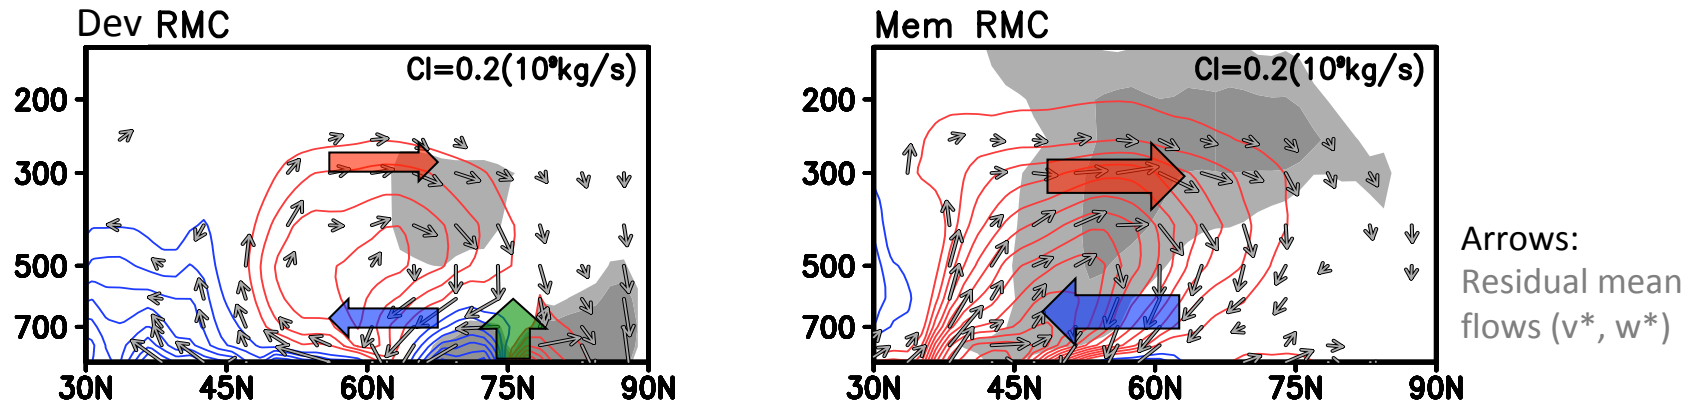 Dev RMC
CI=0.2(10⁹kg/s)
200
300
500
700
30N 45N 60N 75N 90N
Mem RMC
CI=0.2(10⁹kg/s)
200
300
500
700
30N 45N 60N 75N 90N
Arrows:
Residual mean
flows (v*, w*)